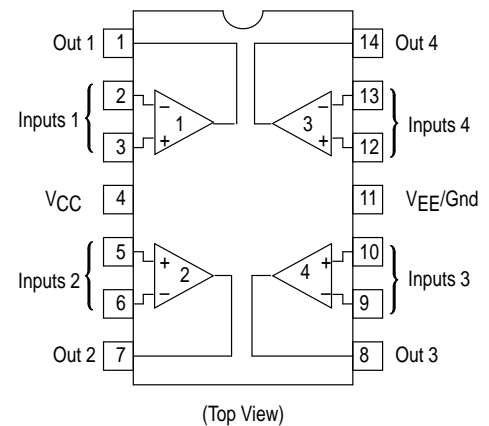 Out 1 1 14 Out 4
2 − − 13
Inputs 1 1 3 Inputs 4
3 + + 12
VCC 4 11 VEE/Gnd
5 + + 10
Inputs 2 2 4 Inputs 3
6 − − 9
Out 2 7 8 Out 3
(Top View)